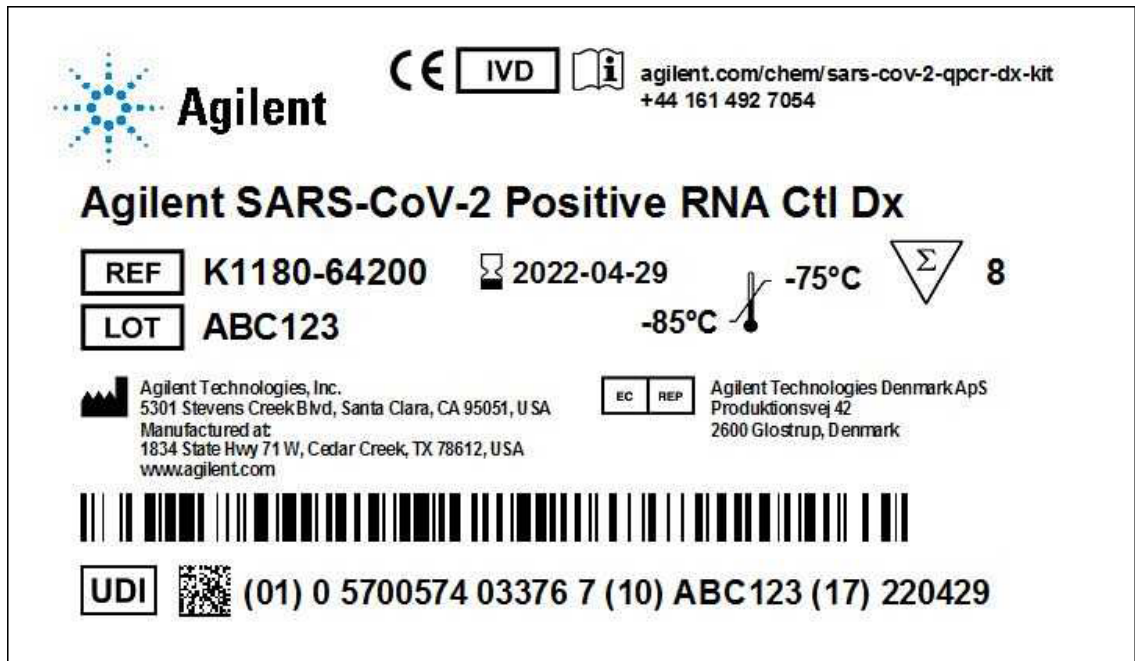 Agilent
CE IVD i agilent.com/chem/sars-cov-2-qpcr-dx-kit
+44 161 492 7054
Agilent SARS-CoV-2 Positive RNA Ctl Dx
REF K1180-64200 2022-04-29 -75°C Σ 8
LOT ABC123 -85°C
Agilent Technologies, Inc.
5301 Stevens Creek Blvd, Santa Clara, CA 95051, USA
Manufactured at:
1834 State Hwy 71 W, Cedar Creek, TX 78612, USA
www.agilent.com
EC REP Agilent Technologies Denmark ApS
Produktionsvej 42
2600 Glostrup, Denmark
UDI (01) 0 5700574 03376 7 (10) ABC123 (17) 220429